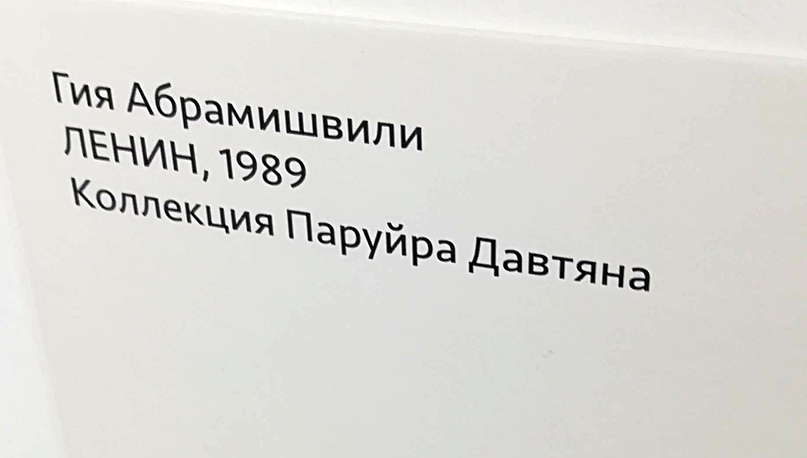 Гия Абрамишвили
ЛЕНИН, 1989
Коллекция Паруйра Давтяна